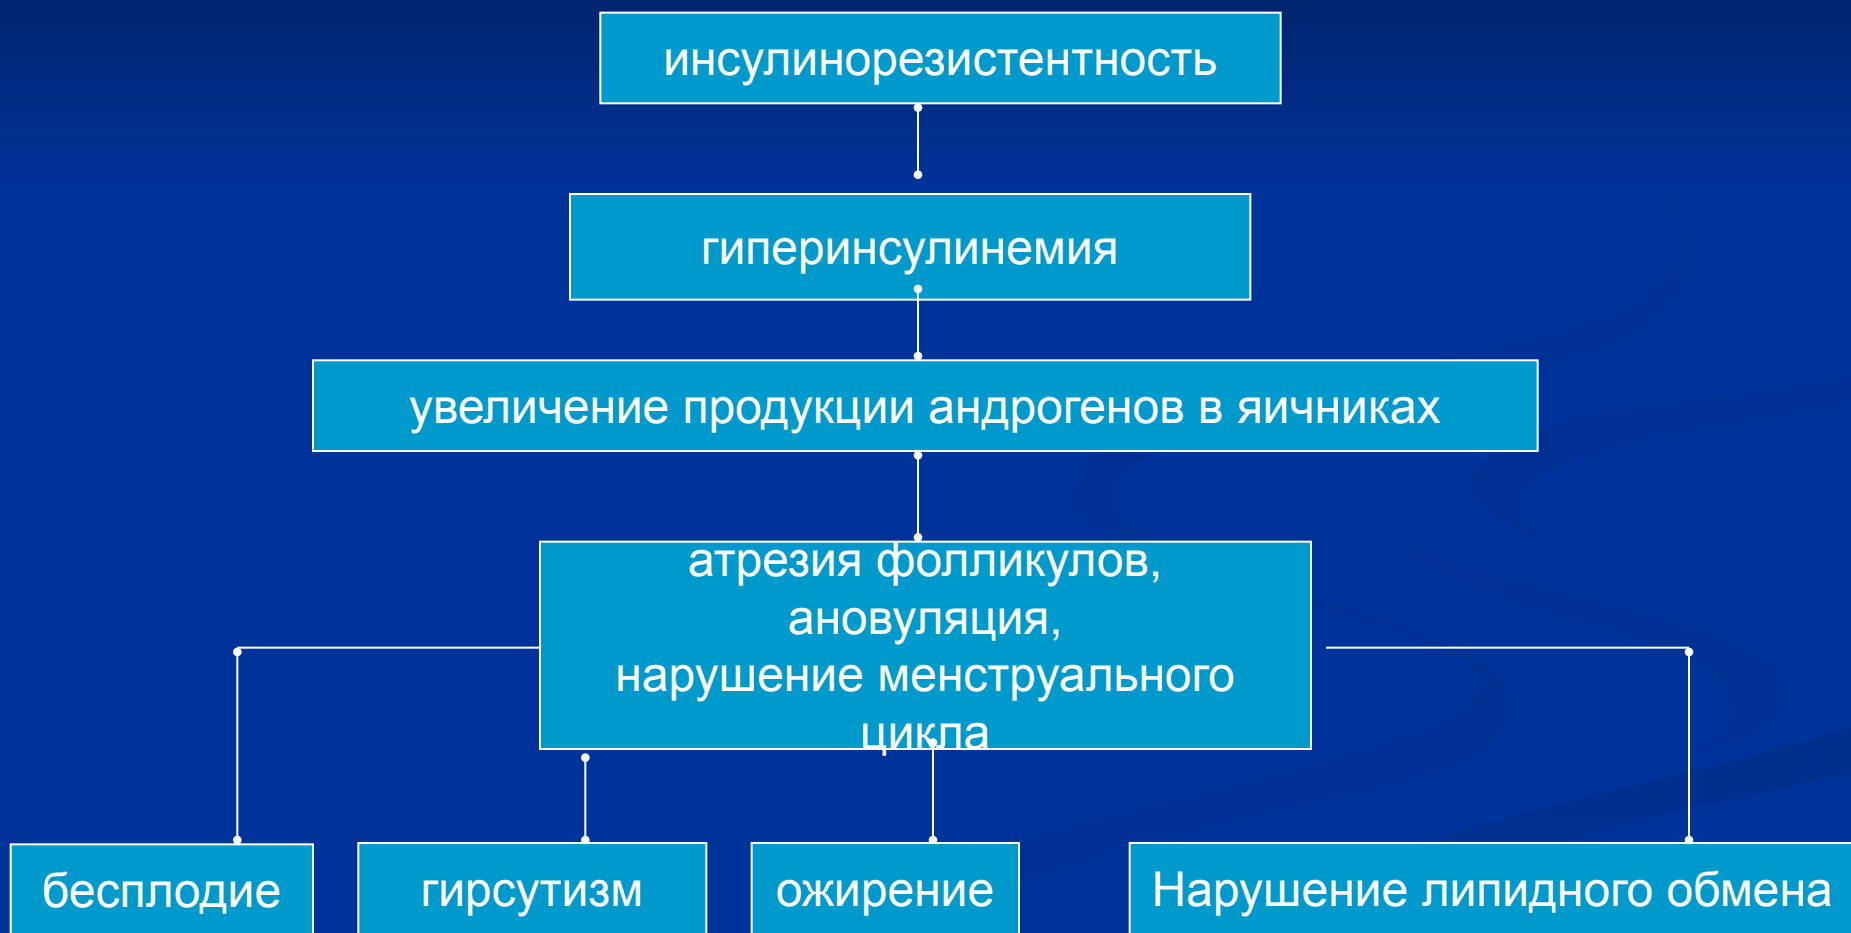 инсулинорезистентность
гиперинсулинемия
увеличение продукции андрогенов в яичниках
атрезия фолликулов,
ановуляция,
нарушение менструального
цикла
бесплодие
гирсутизм
ожирение
Нарушение липидного обмена